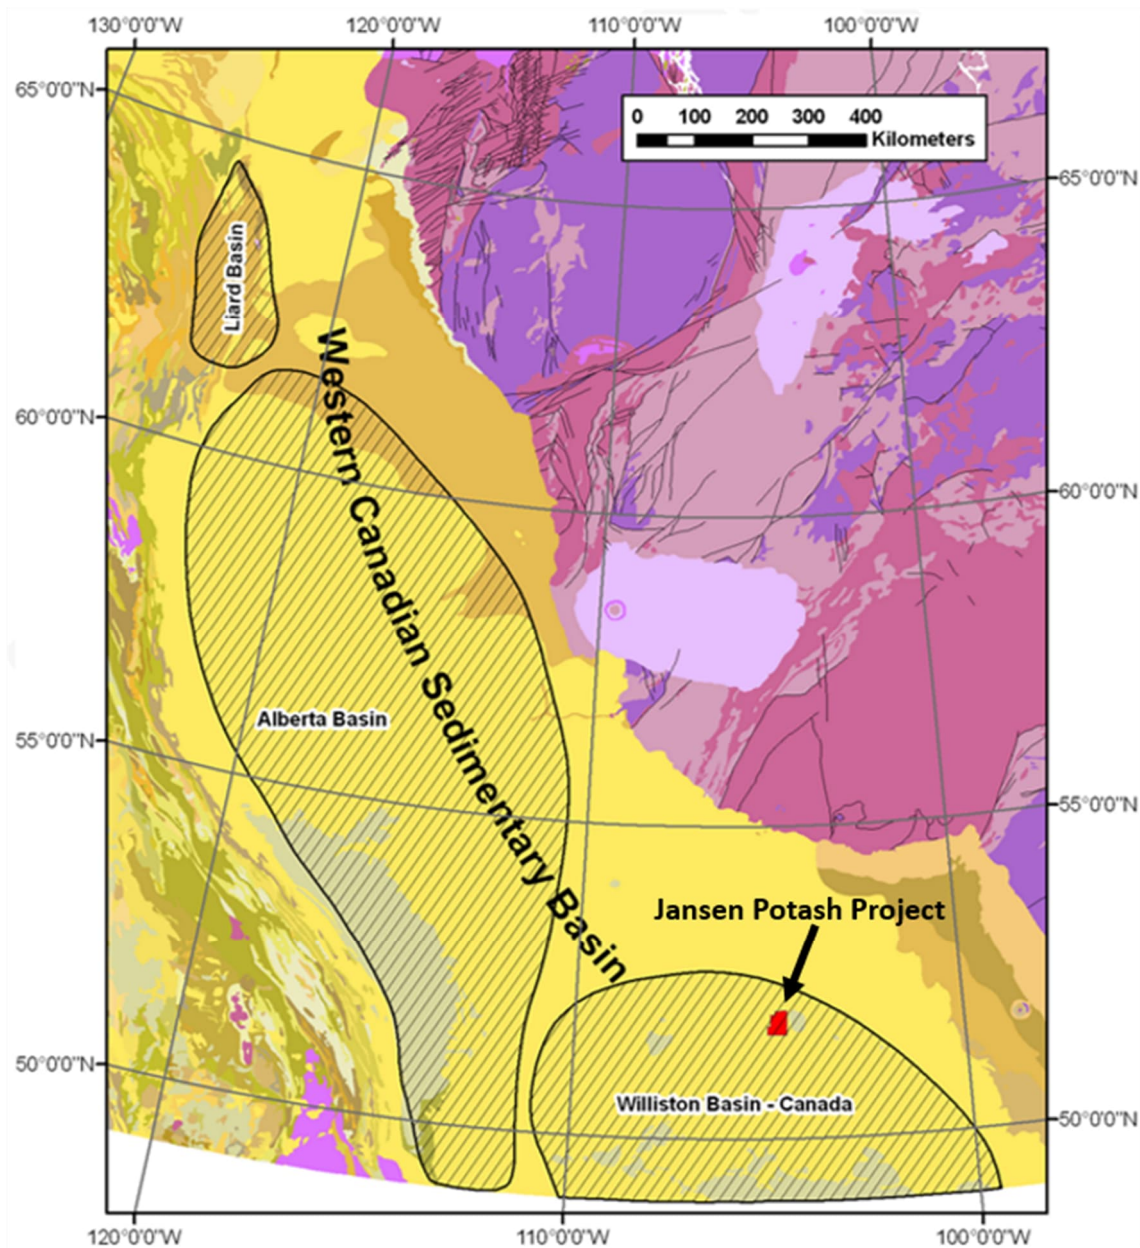 130°0'0"W
120°0'0"W
110°0'0"W
100°0'0"W
65°0'0"N
0 100 200 300 400
Kilometers
65°0'0"N
Liard Basin
60°0'0"N
60°0'0"N
Western Canadian Sedimentary Basin
Alberta Basin
55°0'0"N
55°0'0"N
Jansen Potash Project
50°0'0"N
Williston Basin - Canada
50°0'0"N
120°0'0"W
110°0'0"W
100°0'0"W